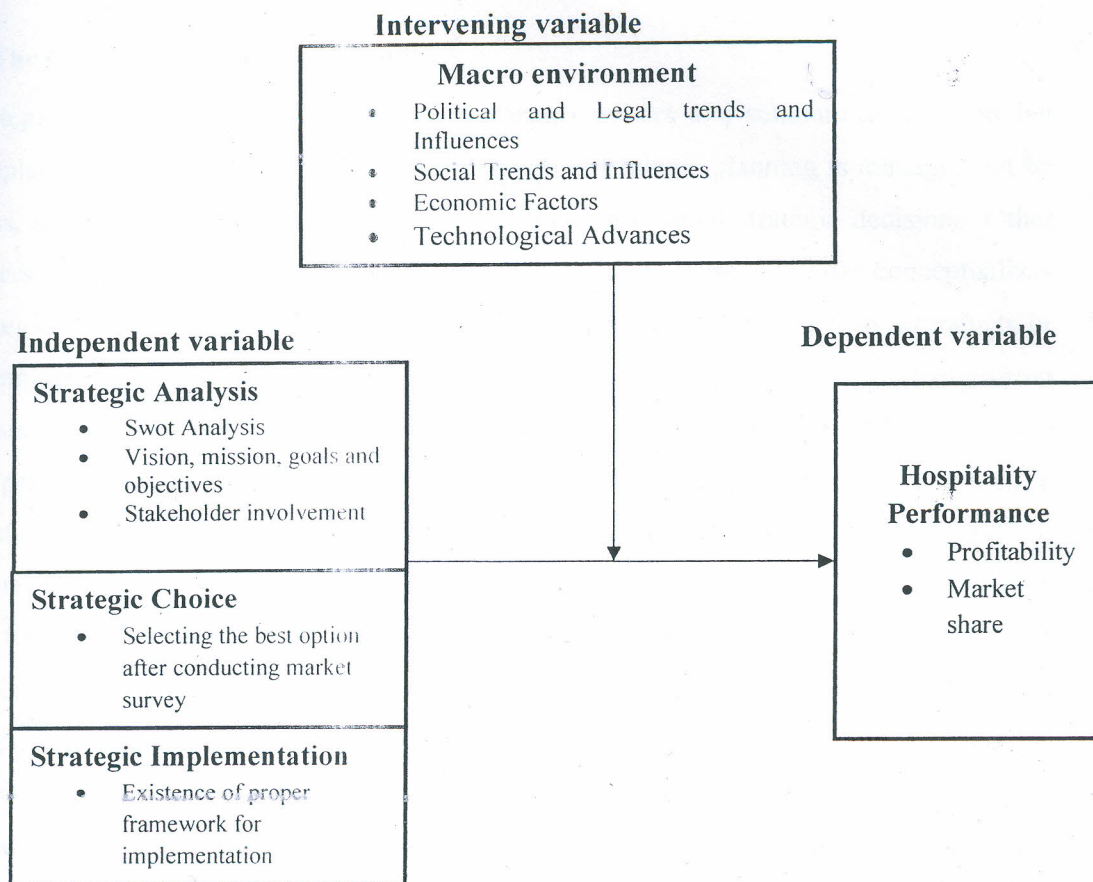 Intervening variable
Macro environment
• Political and Legal trends and
Influences
• Social Trends and Influences
• Economic Factors
• Technological Advances
Independent variable
Strategic Analysis
• Swot Analysis
• Vision, mission, goals and
objectives
• Stakeholder involvement
Strategic Choice
• Selecting the best option
after conducting market
survey
Strategic Implementation
• Existence of proper
framework for
implementation
Dependent variable
Hospitality
Performance
• Profitability
• Market
share